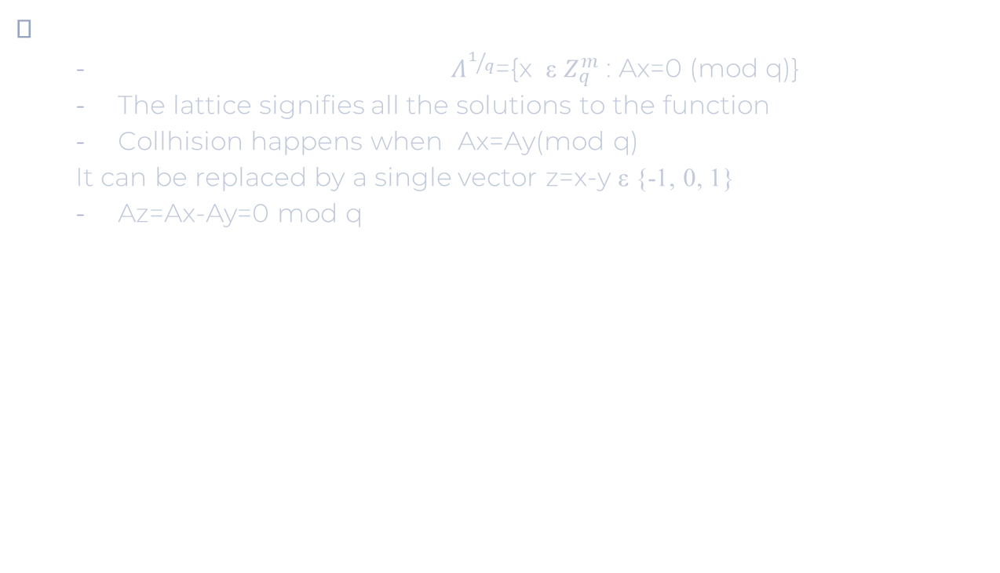 - Λ^1/q={x ε Z_q^m : Ax=0 (mod q)}
- The lattice signifies all the solutions to the function
- Collhision happens when Ax=Ay(mod q)
It can be replaced by a single vector z=x-y ε {-1, 0, 1}
- Az=Ax-Ay=0 mod q